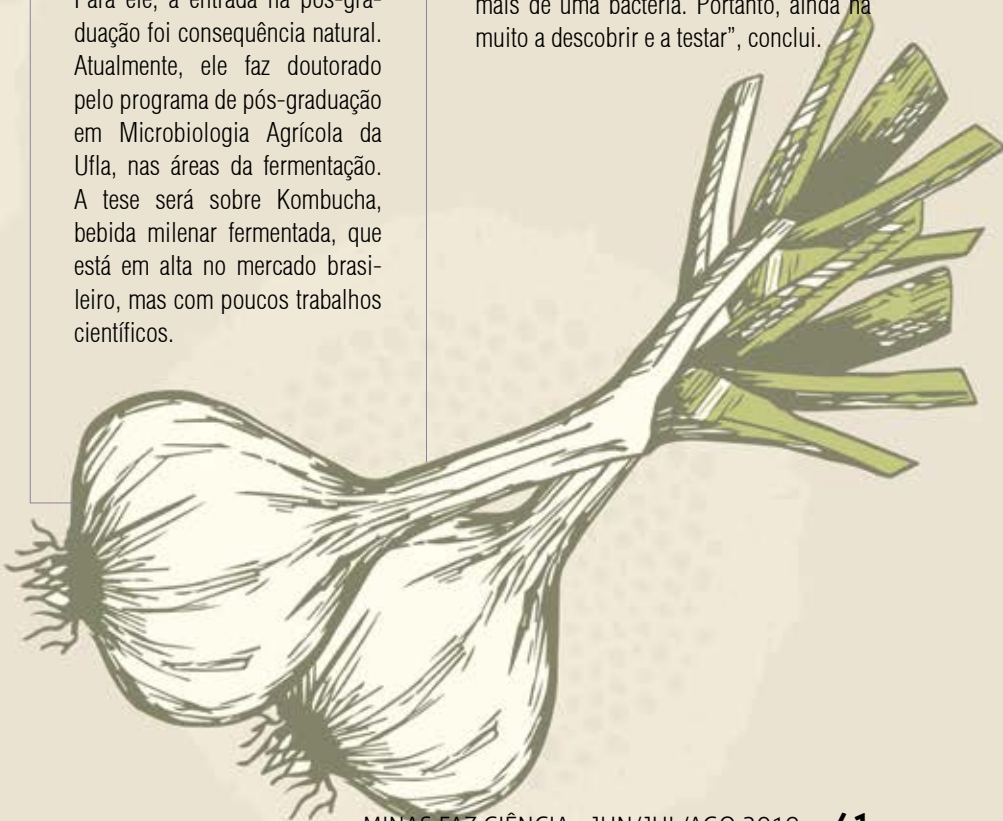 Para ele, a entrada na pós-gra-
duação foi consequência natural.
Atualmente, ele faz doutorado
pelo programa de pós-graduação
em Microbiologia Agrícola da
Ufla, nas áreas da fermentação.
A tese será sobre Kombucha,
bebida milenar fermentada, que
está em alta no mercado brasi-
leiro, mas com poucos trabalhos
científicos.
mais de uma bactéria. Portanto, ainda há
muito a descobrir e a testar”, conclui.
MINAS FAZ CIÊNCIA JUN/JUL/AGO 2019 41